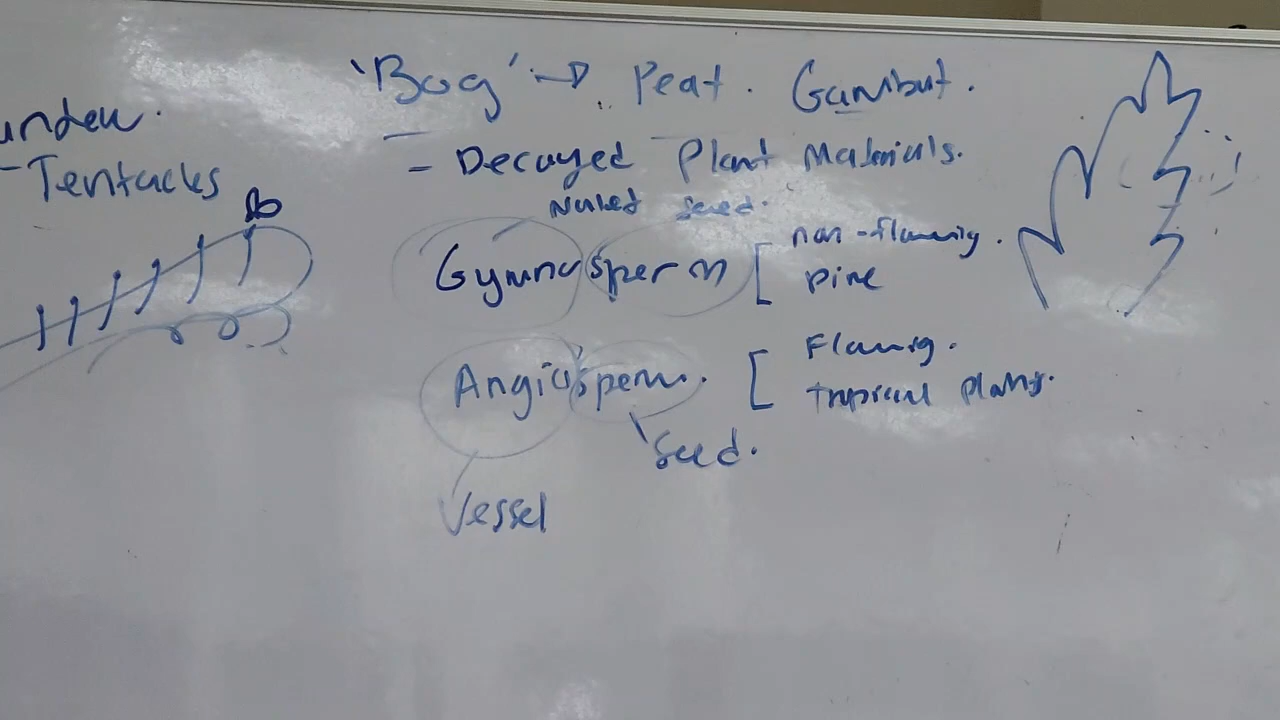 'Bog' → Peat. Gambut.
- Decayed Plant Materials.
- Tentacles
Naked seed.
Gymnosperm [ non-flowering.
pine
Angiosperm. [ Flowering.
tropical plants.
Seed.
Vessel